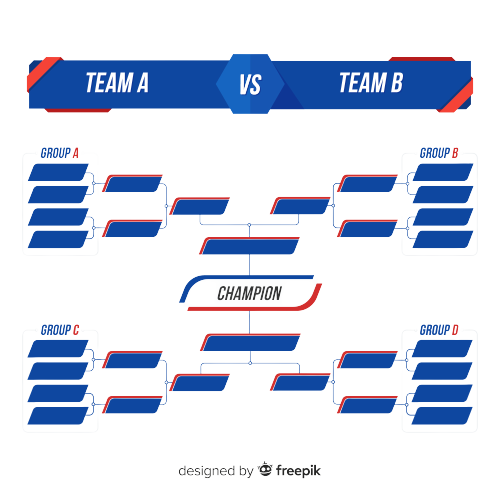 TEAM A VS TEAM B
GROUP A GROUP B
CHAMPION
GROUP C GROUP D
designed by freepik